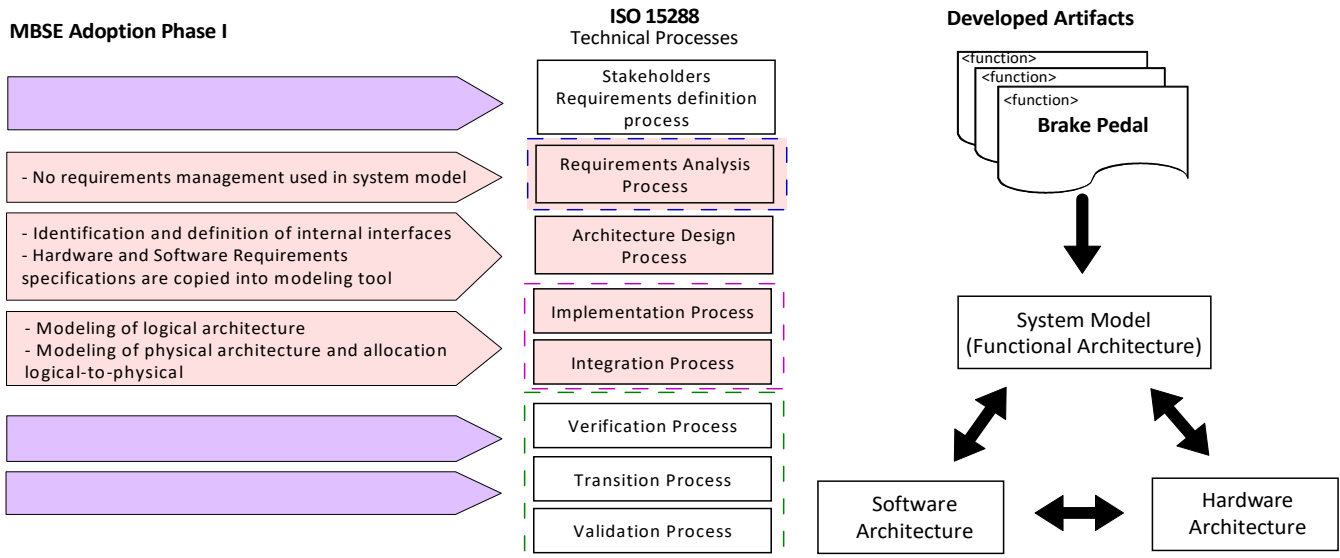 MBSE Adoption Phase I
- No requirements management used in system model
- Identification and definition of internal interfaces
- Hardware and Software Requirements
specifications are copied into modeling tool
- Modeling of logical architecture
- Modeling of physical architecture and allocation
logical-to-physical
ISO 15288
Technical Processes
Stakeholders
Requirements definition
process
Requirements Analysis
Process
Architecture Design
Process
Implementation Process
Integration Process
Verification Process
Transition Process
Validation Process
Developed Artifacts
<function>
<function>
<function>
Brake Pedal
System Model
(Functional Architecture)
Software
Architecture
Hardware
Architecture